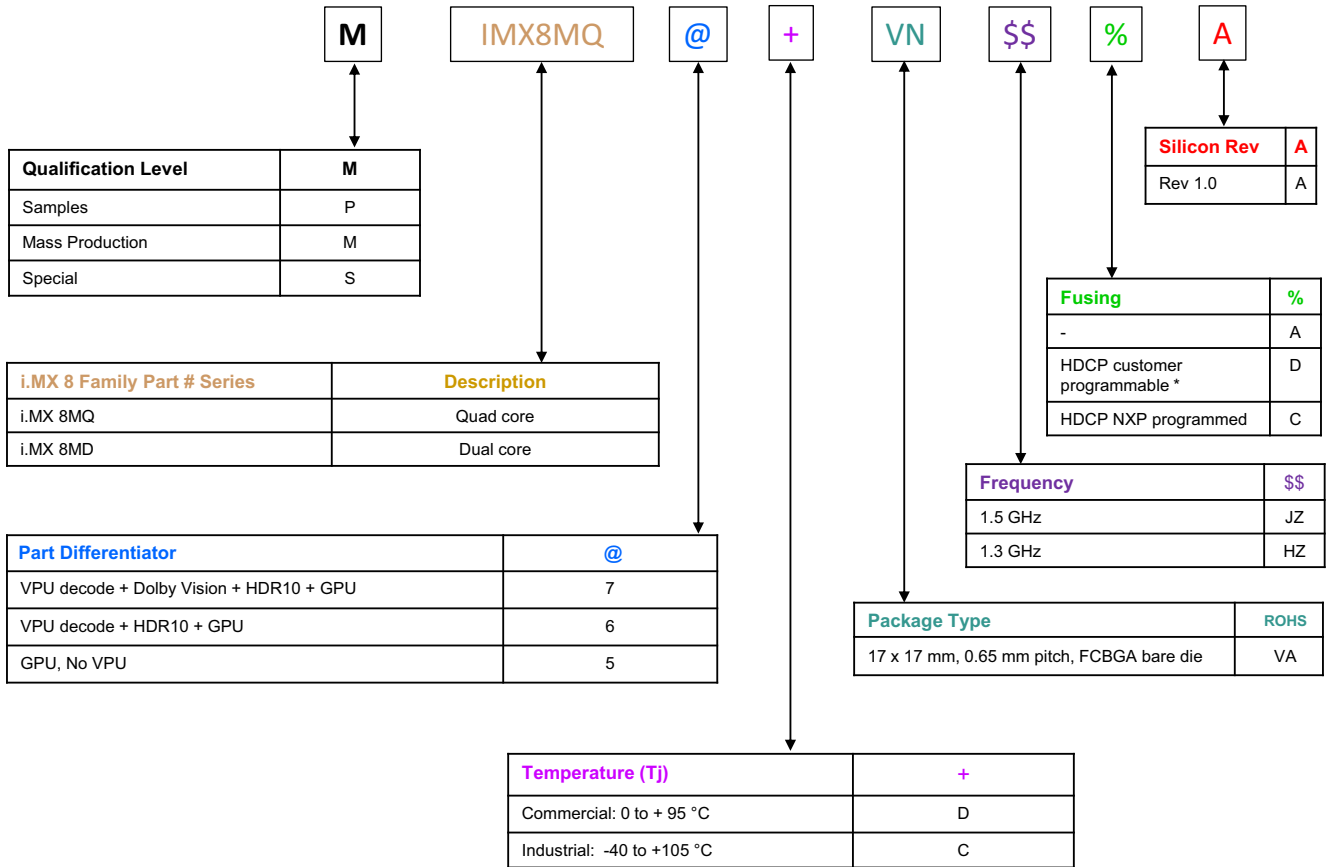 M IMX8MQ @ + VN $$ % A
Silicon Rev A
Rev 1.0 A
Qualification Level M
Samples P
Mass Production M
Special S
Fusing %
- A
HDCP customer
programmable * D
HDCP NXP programmed C
i.MX 8 Family Part # Series Description
i.MX 8MQ Quad core
i.MX 8MD Dual core
Frequency $$
1.5 GHz JZ
1.3 GHz HZ
Part Differentiator @
VPU decode + Dolby Vision + HDR10 + GPU 7
VPU decode + HDR10 + GPU 6
GPU, No VPU 5
Package Type ROHS
17 x 17 mm, 0.65 mm pitch, FCBGA bare die VA
Temperature (Tj) +
Commercial: 0 to + 95 °C D
Industrial: -40 to +105 °C C